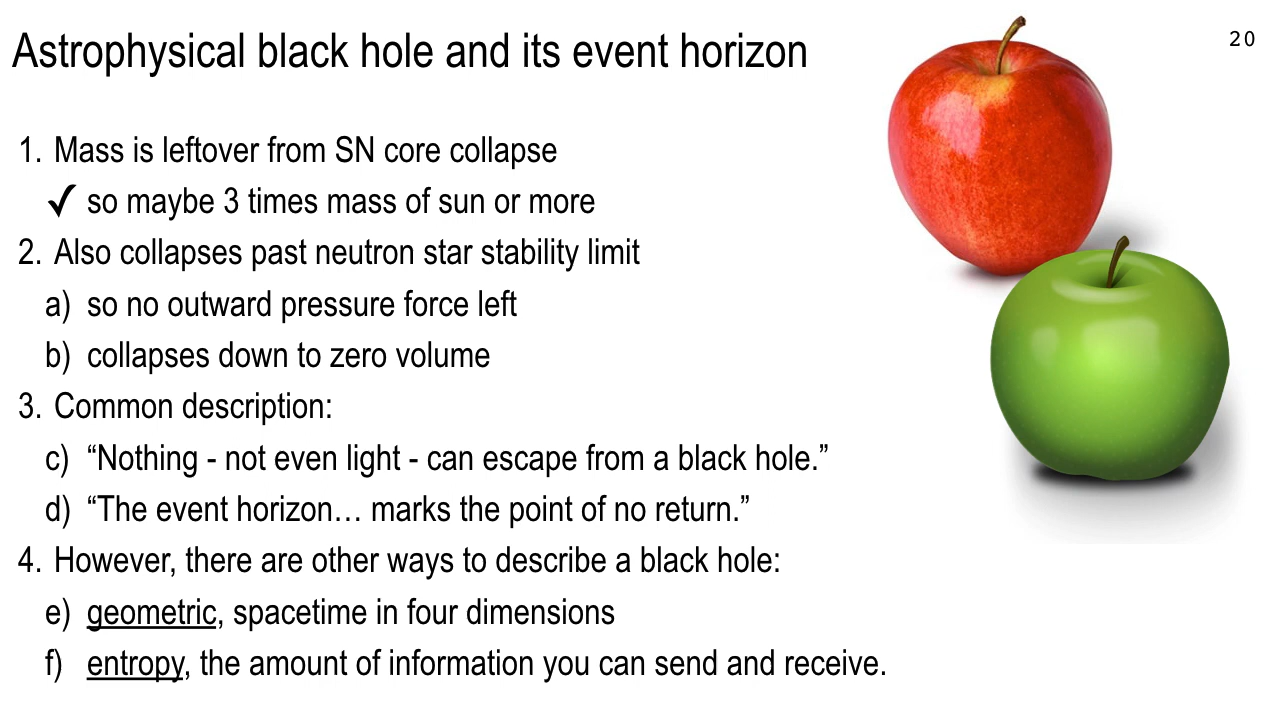 Astrophysical black hole and its event horizon
20
1. Mass is leftover from SN core collapse
✓ so maybe 3 times mass of sun or more
2. Also collapses past neutron star stability limit
a) so no outward pressure force left
b) collapses down to zero volume
3. Common description:
c) “Nothing - not even light - can escape from a black hole.”
d) “The event horizon… marks the point of no return.”
4. However, there are other ways to describe a black hole:
e) geometric, spacetime in four dimensions
f) entropy, the amount of information you can send and receive.